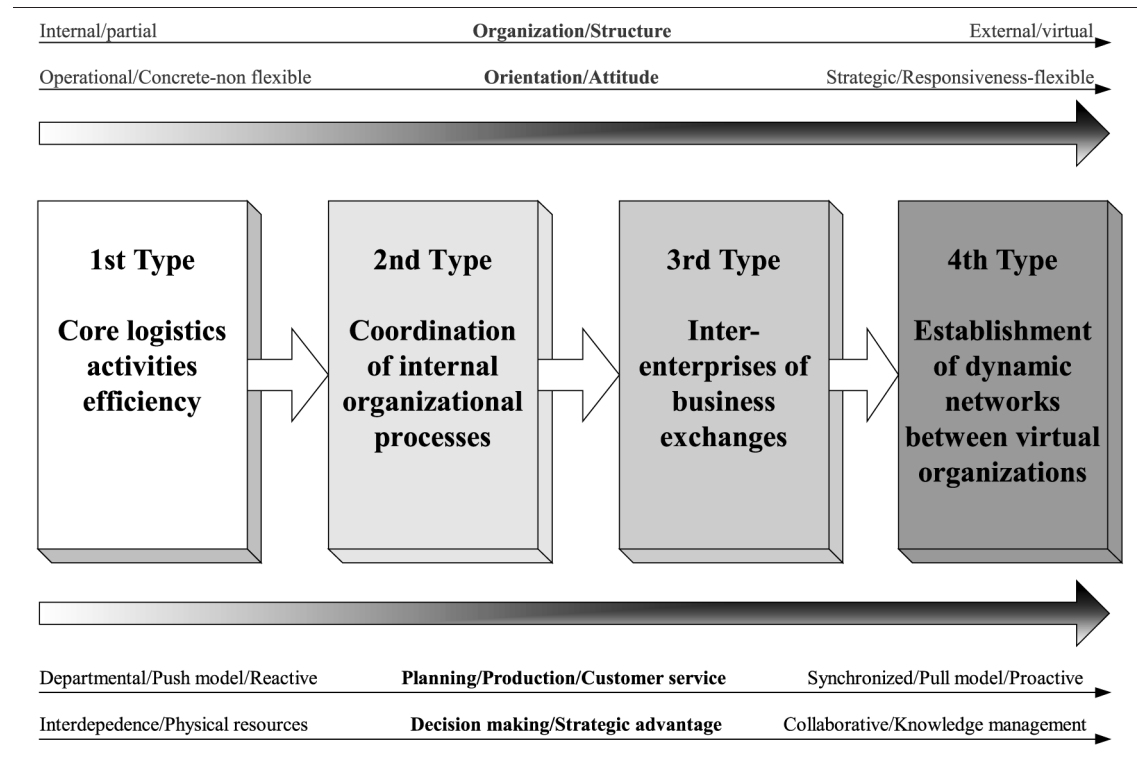 Internal/partial Organization/Structure External/virtual
Operational/Concrete-non flexible Orientation/Attitude Strategic/Responsiveness-flexible
1st Type
Core logistics
activities
efficiency
2nd Type
Coordination
of internal
organizational
processes
3rd Type
Inter-
enterprises of
business
exchanges
4th Type
Establishment
of dynamic
networks
between virtual
organizations
Departmental/Push model/Reactive Planning/Production/Customer service Synchronized/Pull model/Proactive
Interdepedence/Physical resources Decision making/Strategic advantage Collaborative/Knowledge management